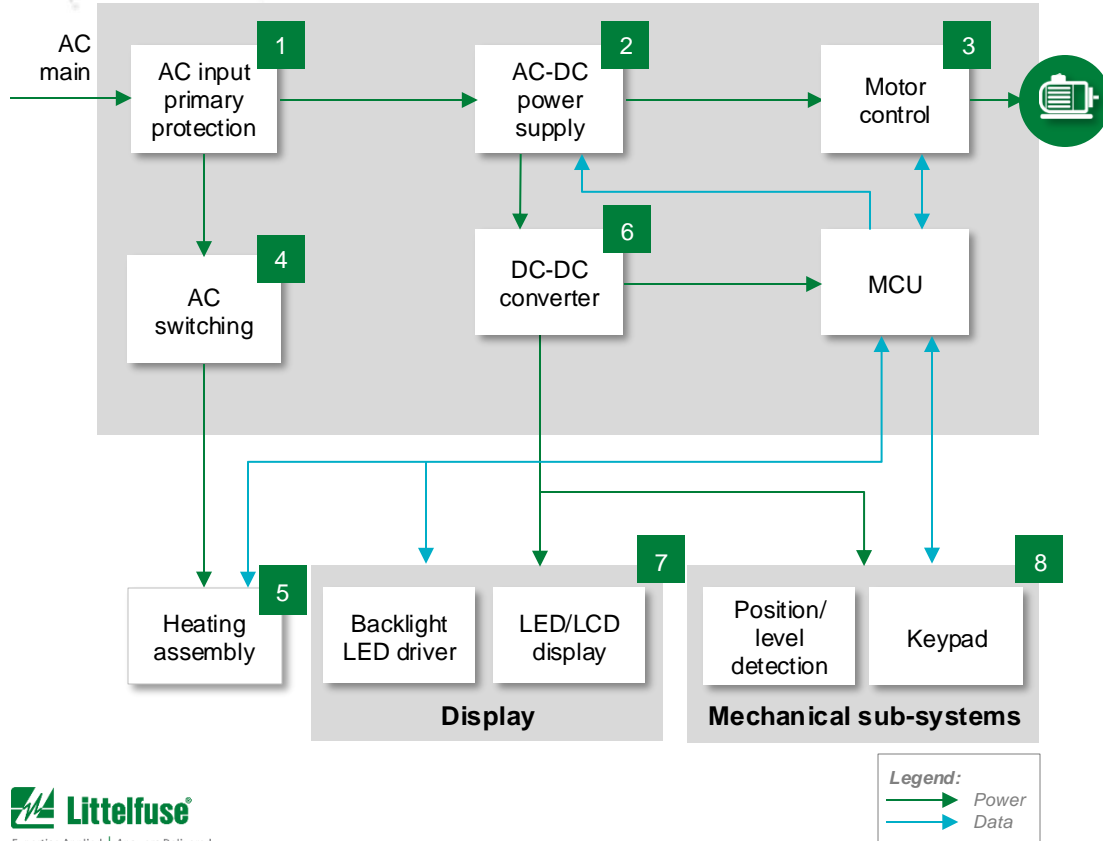 AC
main
1
AC input
primary
protection
2
AC-DC
power
supply
3
Motor
control
4
AC
switching
6
DC-DC
converter
MCU
5
Heating
assembly
7
Backlight
LED driver
LED/LCD
display
Display
8
Position/
level
detection
Keypad
Mechanical sub-systems
Littelfuse®
Legend:
Power
Data